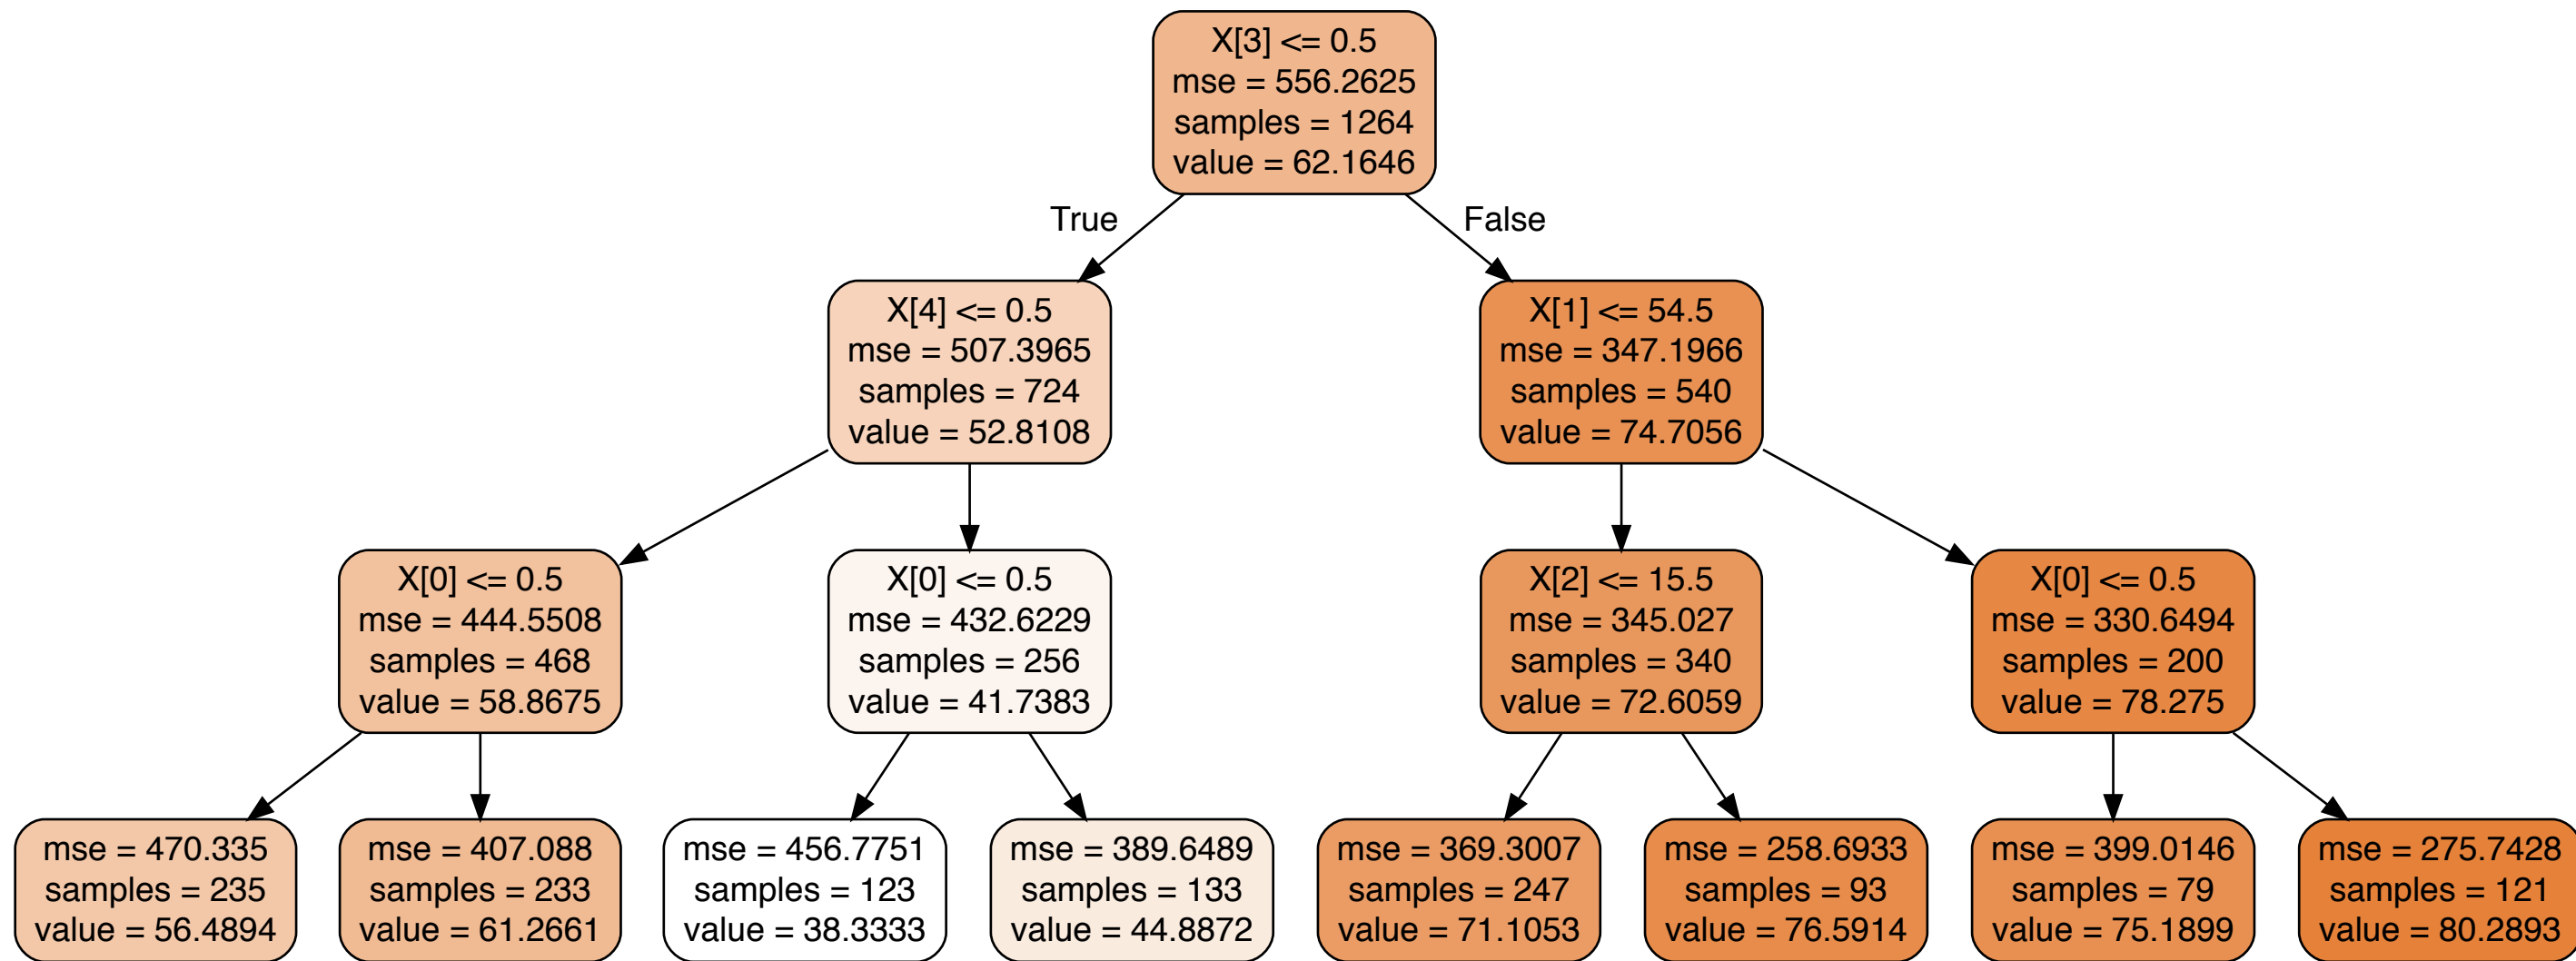 X[3] <= 0.5
mse = 556.2625
samples = 1264
value = 62.1646
True
False
X[4] <= 0.5
mse = 507.3965
samples = 724
value = 52.8108
X[1] <= 54.5
mse = 347.1966
samples = 540
value = 74.7056
X[0] <= 0.5
mse = 444.5508
samples = 468
value = 58.8675
X[0] <= 0.5
mse = 432.6229
samples = 256
value = 41.7383
X[2] <= 15.5
mse = 345.027
samples = 340
value = 72.6059
X[0] <= 0.5
mse = 330.6494
samples = 200
value = 78.275
mse = 470.335
samples = 235
value = 56.4894
mse = 407.088
samples = 233
value = 61.2661
mse = 456.7751
samples = 123
value = 38.3333
mse = 389.6489
samples = 133
value = 44.8872
mse = 369.3007
samples = 247
value = 71.1053
mse = 258.6933
samples = 93
value = 76.5914
mse = 399.0146
samples = 79
value = 75.1899
mse = 275.7428
samples = 121
value = 80.2893